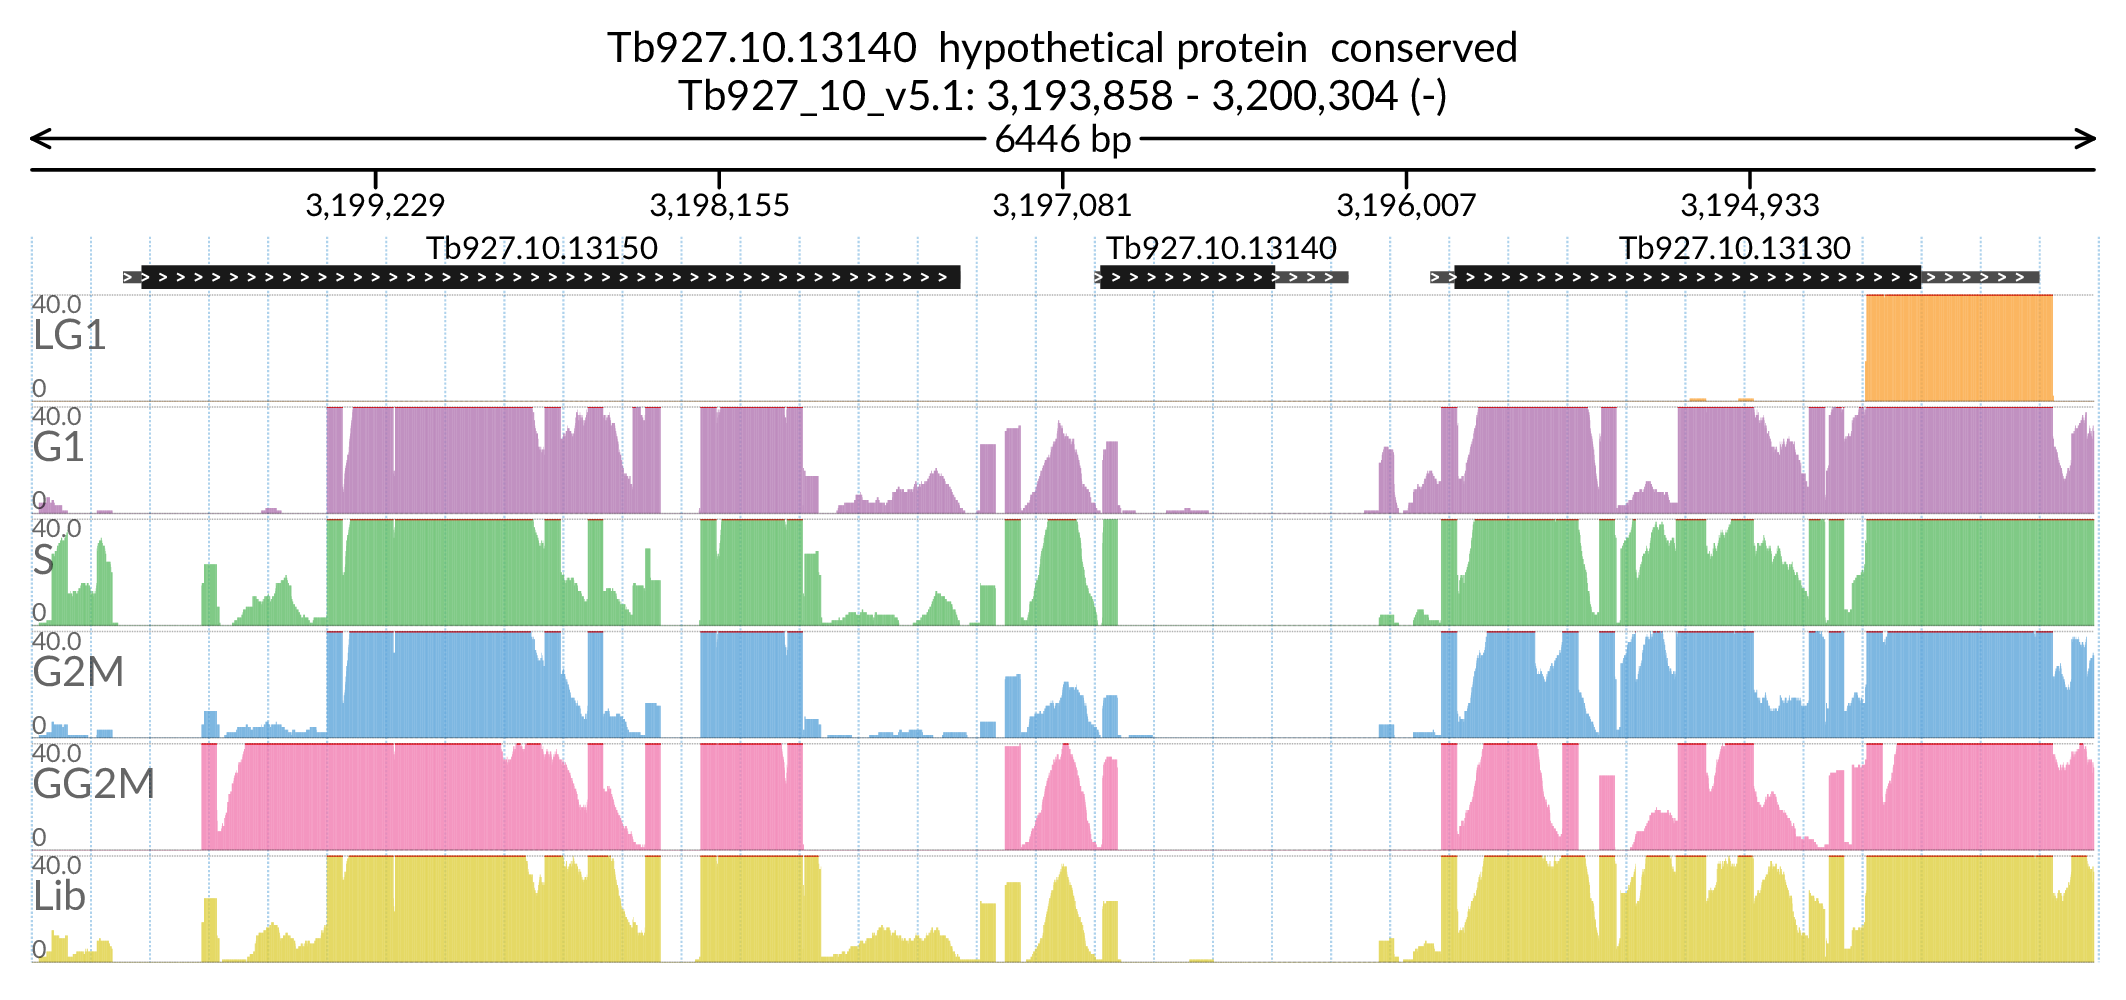 Tb927.10.13140 hypothetical protein conserved
Tb927_10_v5.1: 3,193,858 - 3,200,304 (-)
6446 bp
3,199,229 3,198,155 3,197,081 3,196,007 3,194,933
Tb927.10.13150 Tb927.10.13140 Tb927.10.13130
40.0
LG1
0
40.0
G1
0
40.0
S
0
40.0
G2M
0
40.0
GG2M
0
40.0
Lib
0